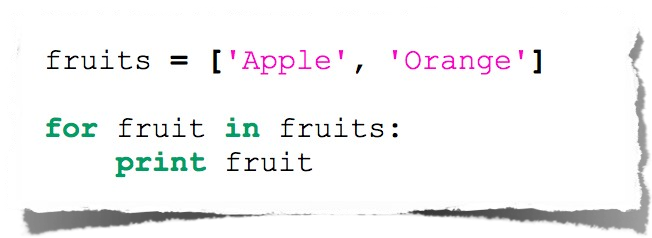 fruits = ['Apple', 'Orange']
for fruit in fruits:
    print fruit